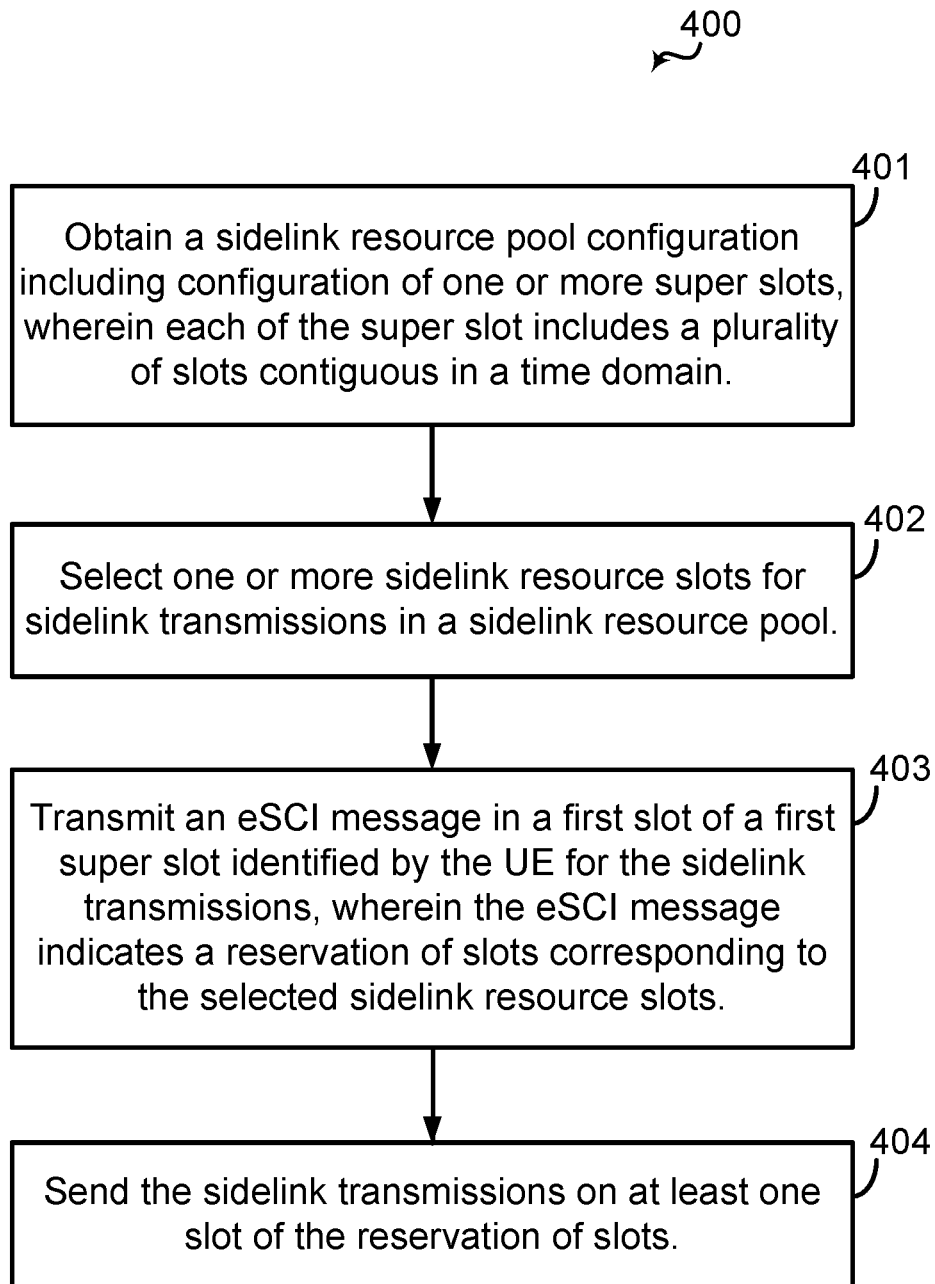 400
401
Obtain a sidelink resource pool configuration
including configuration of one or more super slots,
wherein each of the super slot includes a plurality
of slots contiguous in a time domain.
402
Select one or more sidelink resource slots for
sidelink transmissions in a sidelink resource pool.
403
Transmit an eSCI message in a first slot of a first
super slot identified by the UE for the sidelink
transmissions, wherein the eSCI message
indicates a reservation of slots corresponding to
the selected sidelink resource slots.
404
Send the sidelink transmissions on at least one
slot of the reservation of slots.